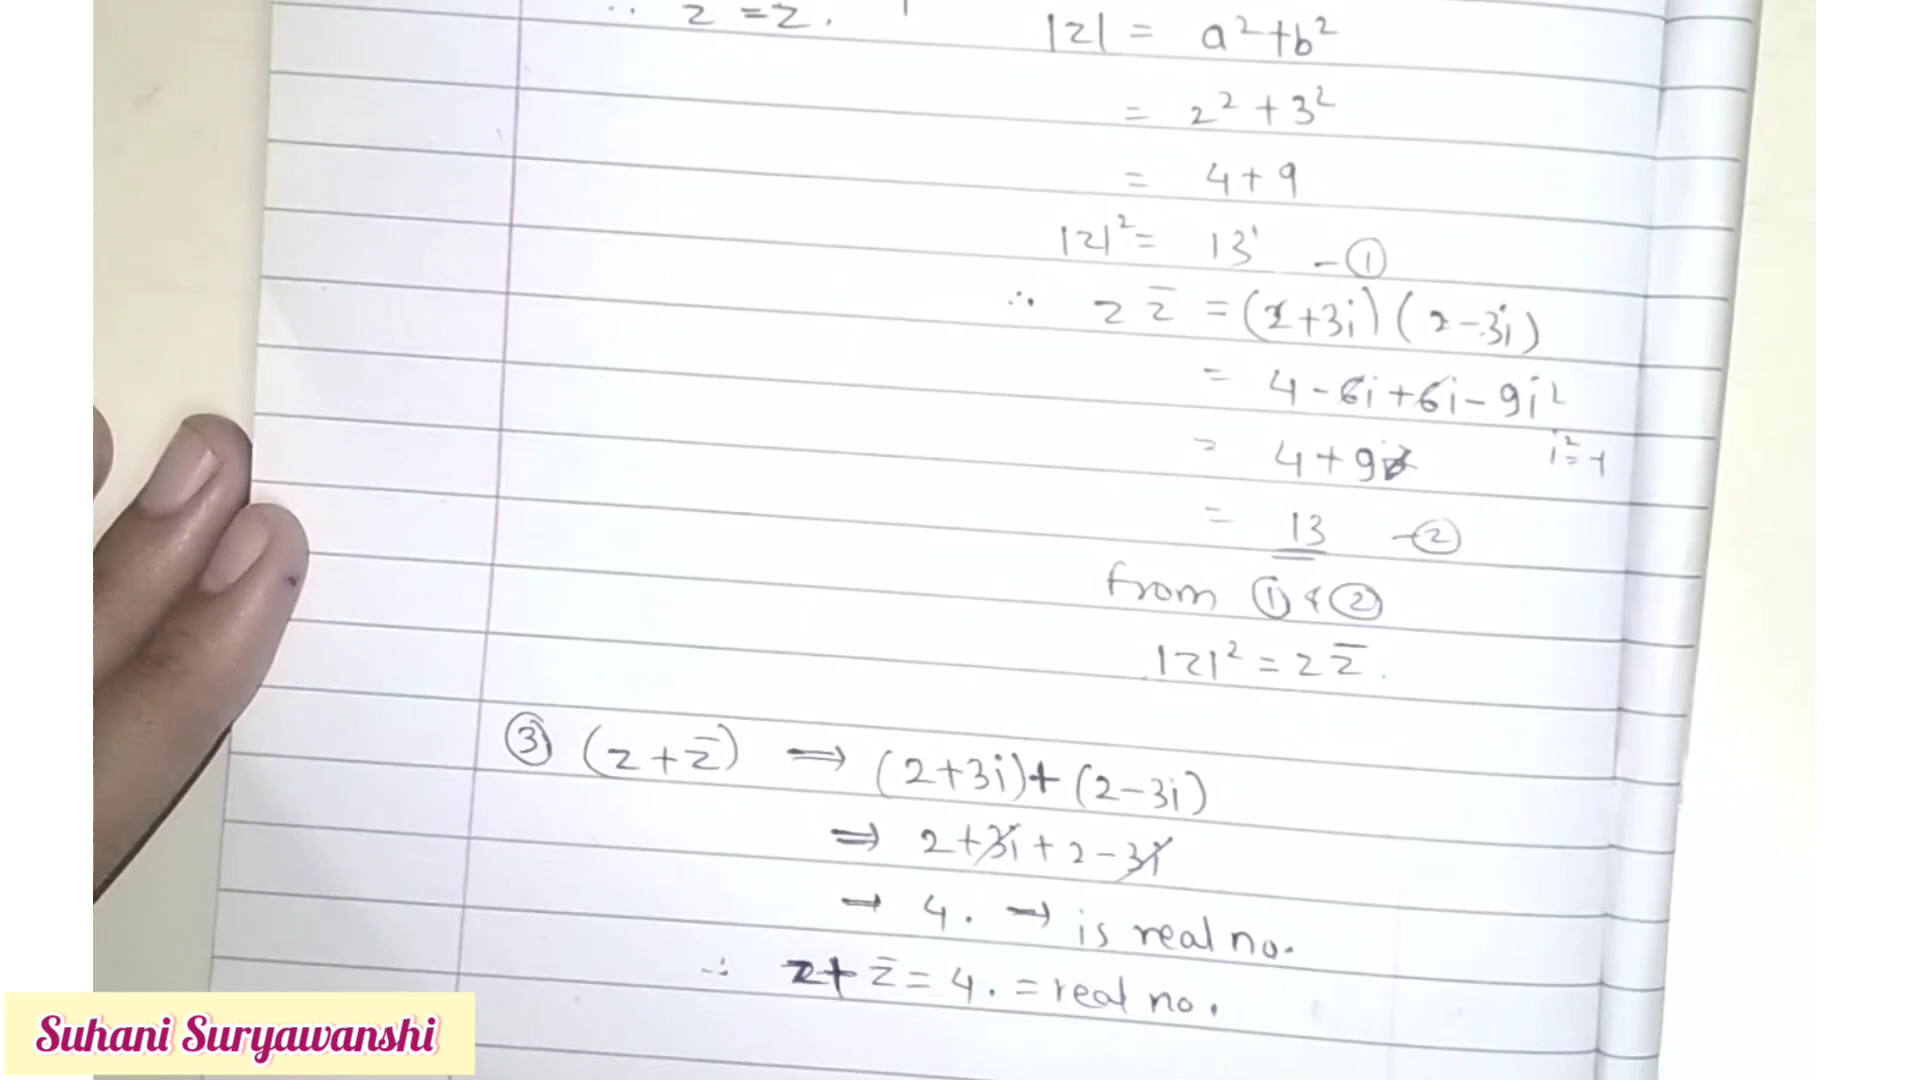 ∴ z = z.
|z| = a² + b²
= 2² + 3²
= 4 + 9
|z|² = 13 - ①
∴ z z̄ = (2+3i) (2-3i)
= 4 - 6i + 6i - 9i²
= 4 + 9 i² = -1
= 13 - ②
from ① & ②
|z|² = z z̄.
③ (z + z̄) ⇒ (2+3i) + (2-3i)
⇒ 2+3i + 2 - 3i
→ 4. → is real no.
∴ z + z̄ = 4. = real no.
Suhani Suryawanshi